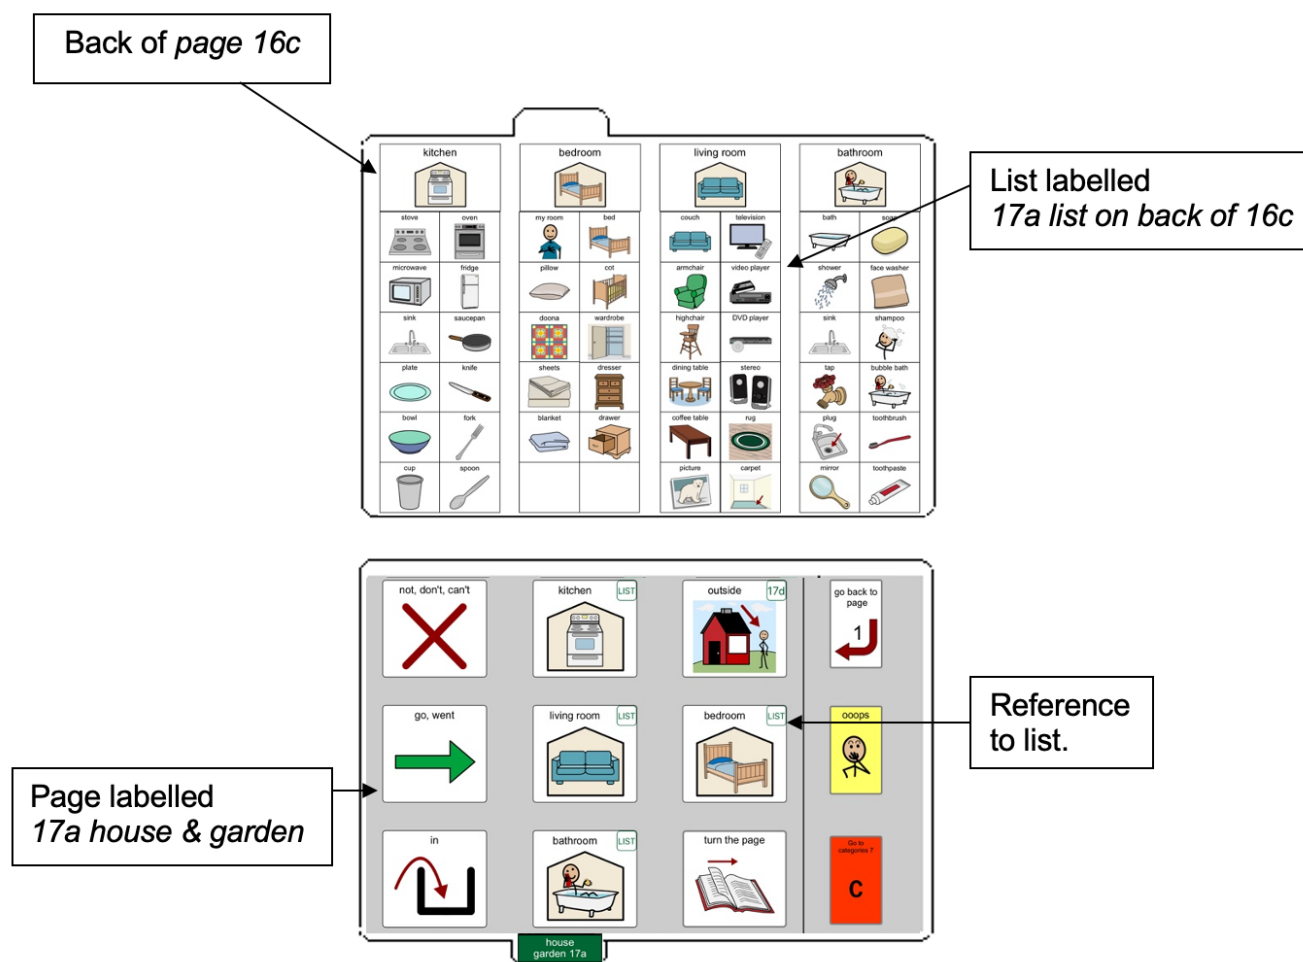 Back of page 16c
kitchen
bedroom
living room
bathroom
stove
oven
my room
bed
couch
television
bath
soap
microwave
fridge
pillow
cot
armchair
video player
shower
face washer
sink
saucepan
doona
wardrobe
highchair
DVD player
sink
shampoo
plate
knife
sheets
dresser
dining table
stereo
tap
bubble bath
bowl
fork
blanket
drawer
coffee table
rug
plug
toothbrush
cup
spoon
picture
carpet
mirror
toothpaste
List labelled
17a list on back of 16c
not, don't, can't
kitchen
LIST
outside
17d
go back to
page
1
go, went
living room
LIST
bedroom
LIST
ooops
Reference
to list.
Page labelled
17a house & garden
in
bathroom
LIST
turn the page
Go to
categories 7
C
house
garden 17a